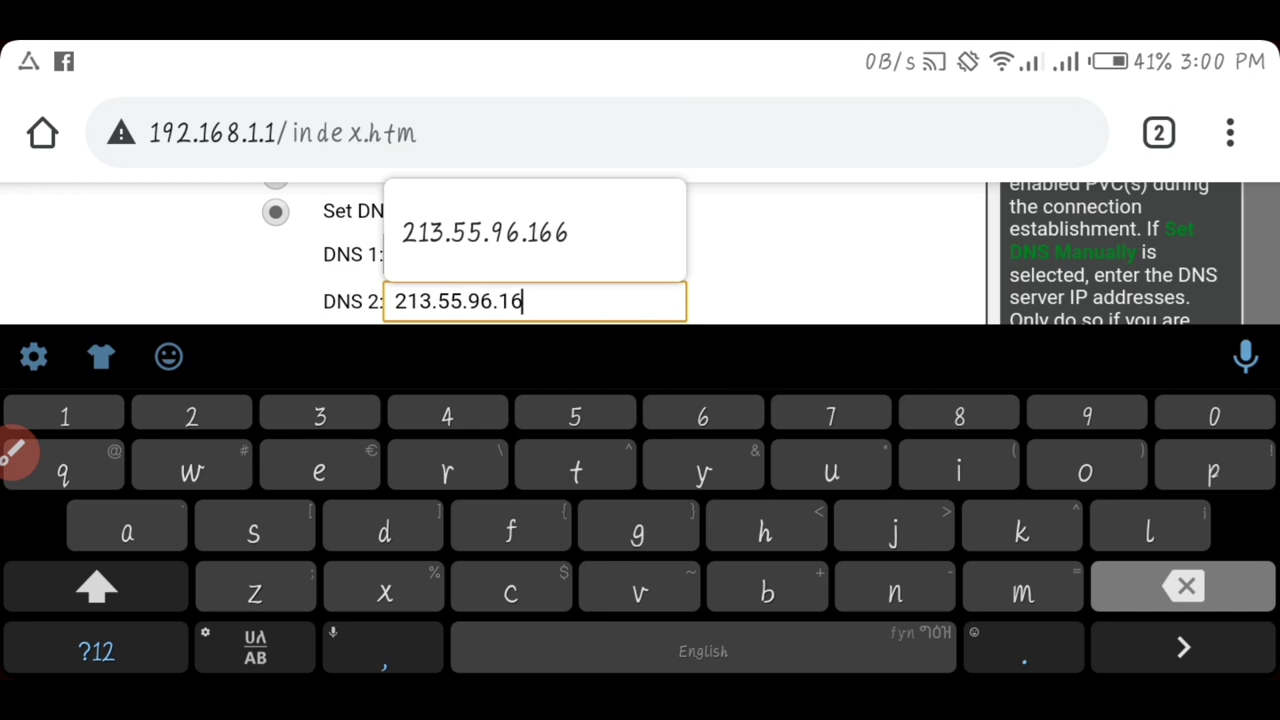 0B/s 41% 3:00 PM
192.168.1.1/index.htm 2
enabled PVC(s) during
the connection
establishment. If Set
DNS Manually is
selected, enter the DNS
server IP addresses.
Only do so if you are
Set DN
213.55.96.166
DNS 1:
DNS 2: 213.55.96.16
1 2 3 4 5 6 7 8 9 0
@ # € \ ^ & * ( ) !
q w e r t y u i o p
[ ] { } < > ^ ¡
a s d f g h j k l
; % $ ~ + - =
z x c v b n m
?12 AB , English .